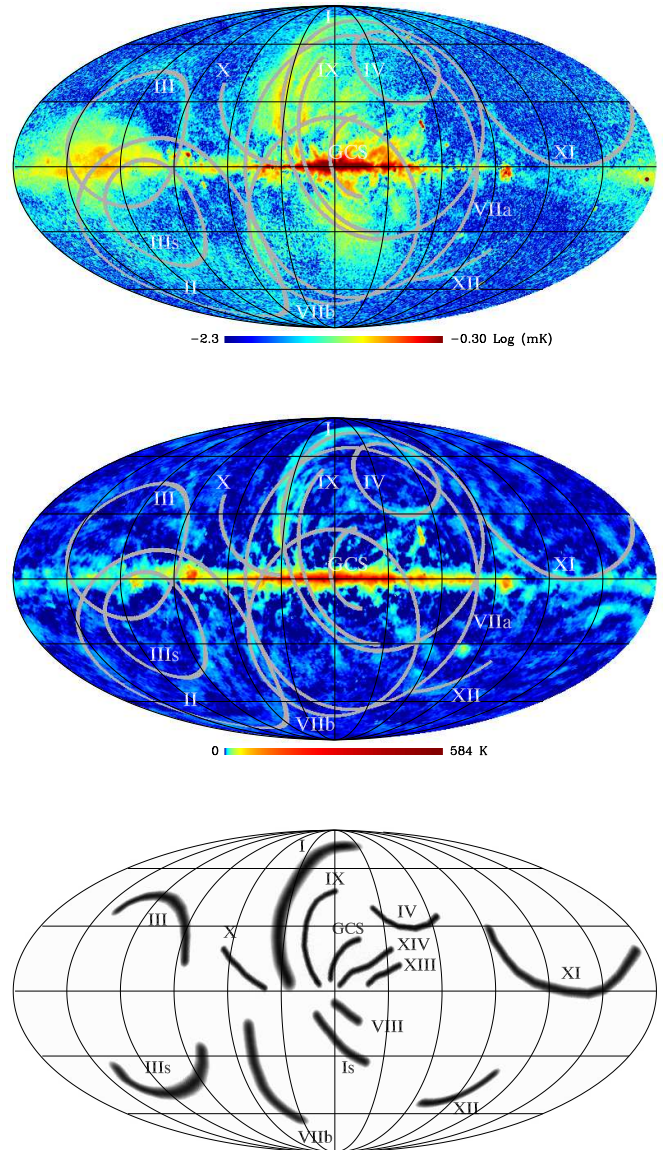 I
III
X
IX
IV
GCS
XI
VIIa
IIIs
II
XII
VIIb
−2.3 −0.30 Log (mK)
I
III
X
IX
IV
GCS
XI
VIIa
IIIs
II
XII
VIIb
0 584 K
I
IX
III
X
GCS
IV
XIV
XIII
XI
VIII
IIIs
Is
XII
VIIb